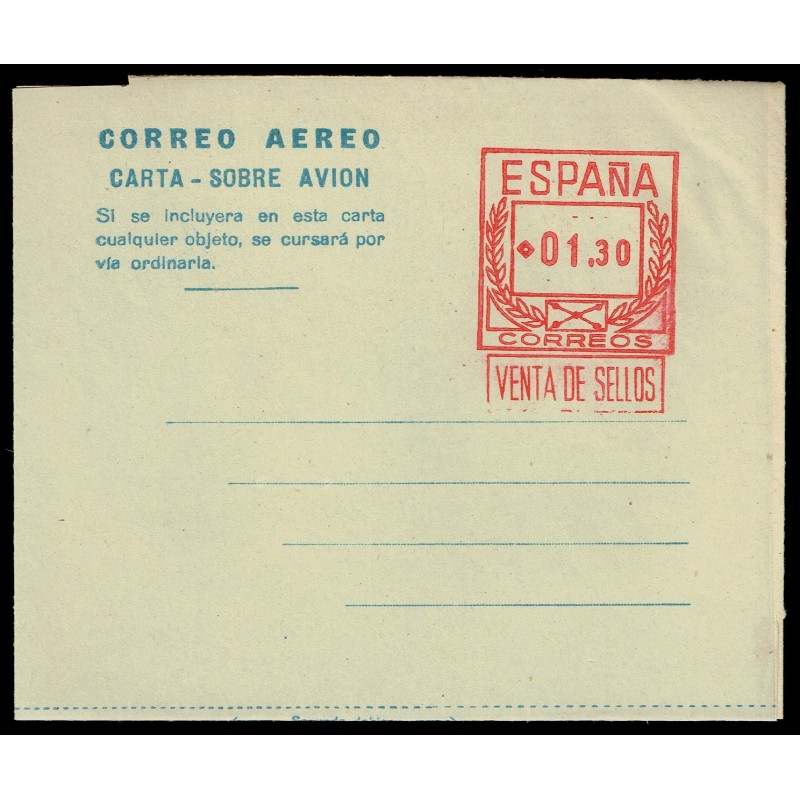 CORREO AEREO
CARTA - SOBRE AVION
Si se incluyera en esta carta
cualquier objeto, se cursará por
vía ordinaria.
ESPAÑA
01.30
CORREOS
VENTA DE SELLOS